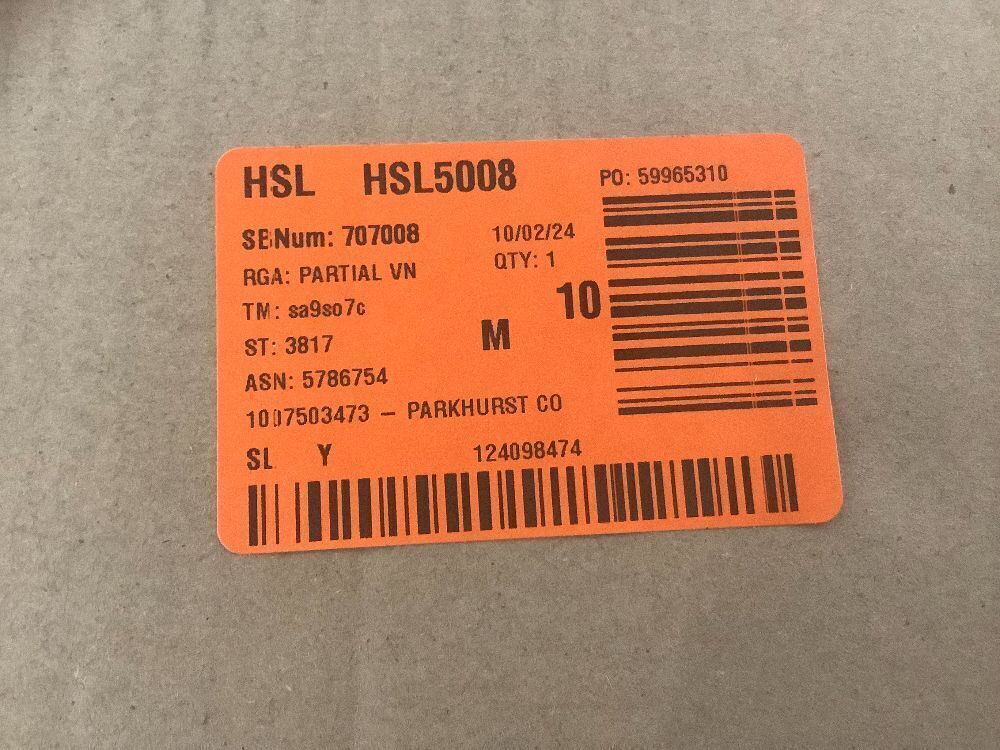 HSL HSL5008 PO: 59965310
SBNum: 707008 10/02/24
RGA: PARTIAL VN QTY: 1
TM: sa9so7c 10
ST: 3817 M
ASN: 5786754
1007503473 – PARKHURST CO
SL Y 124098474